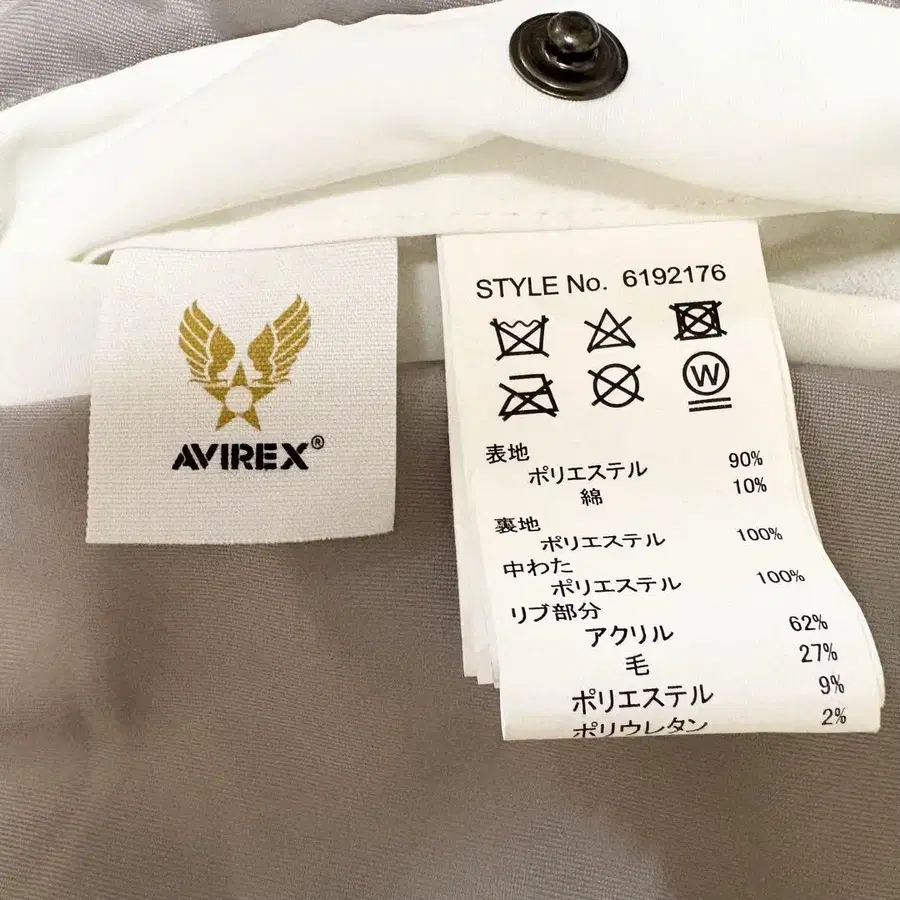 AVIREX®
STYLE No. 6192176
W
表地
ポリエステル 90%
綿 10%
裏地
ポリエステル 100%
中わた
ポリエステル 100%
リブ部分
アクリル 62%
毛 27%
ポリエステル 9%
ポリウレタン 2%